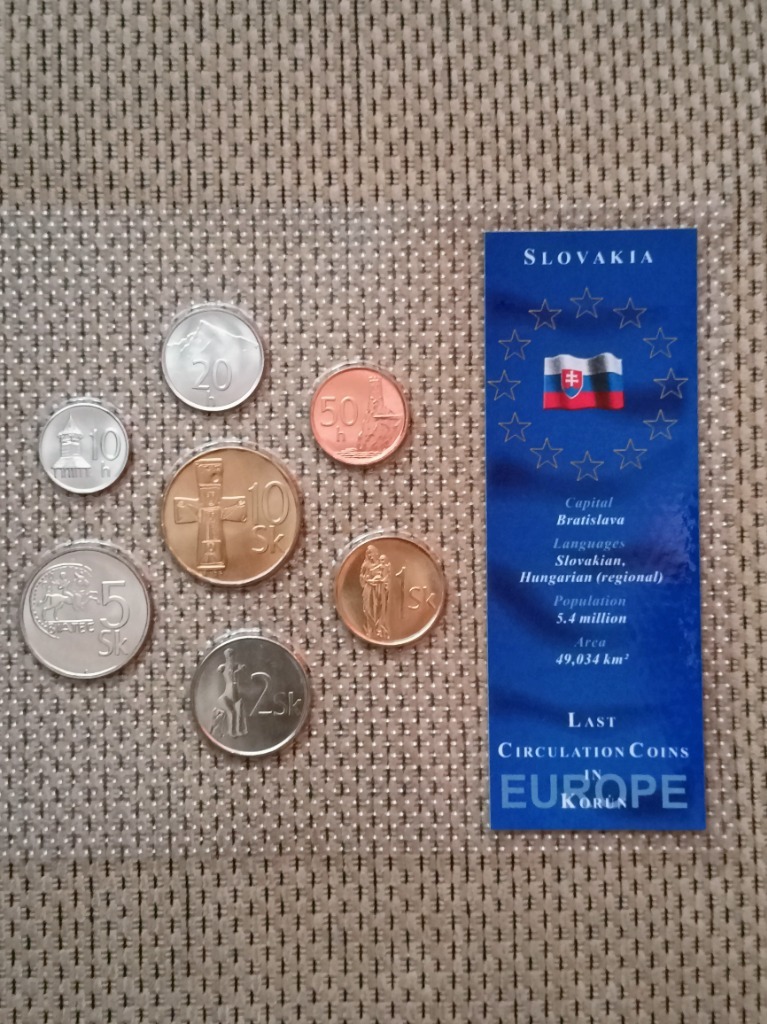 SLOVAKIA
20
h
50
h
10
h
10
Sk
5
Sk
1 Sk
2 Sk
Capital
Bratislava
Languages
Slovakian,
Hungarian (regional)
Population
5.4 million
Area
49,034 km²
LAST
CIRCULATION COINS
IN
EUROPE
KORUN